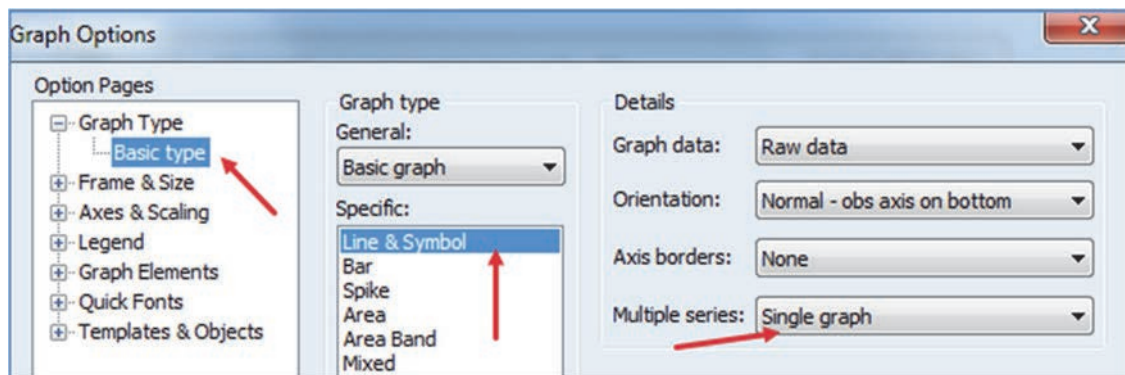 Graph Options
Option Pages
Graph Type
Basic type
Frame & Size
Axes & Scaling
Legend
Graph Elements
Quick Fonts
Templates & Objects
Graph type
General:
Basic graph
Specific:
Line & Symbol
Bar
Spike
Area
Area Band
Mixed
Details
Graph data: Raw data
Orientation: Normal - obs axis on bottom
Axis borders: None
Multiple series: Single graph